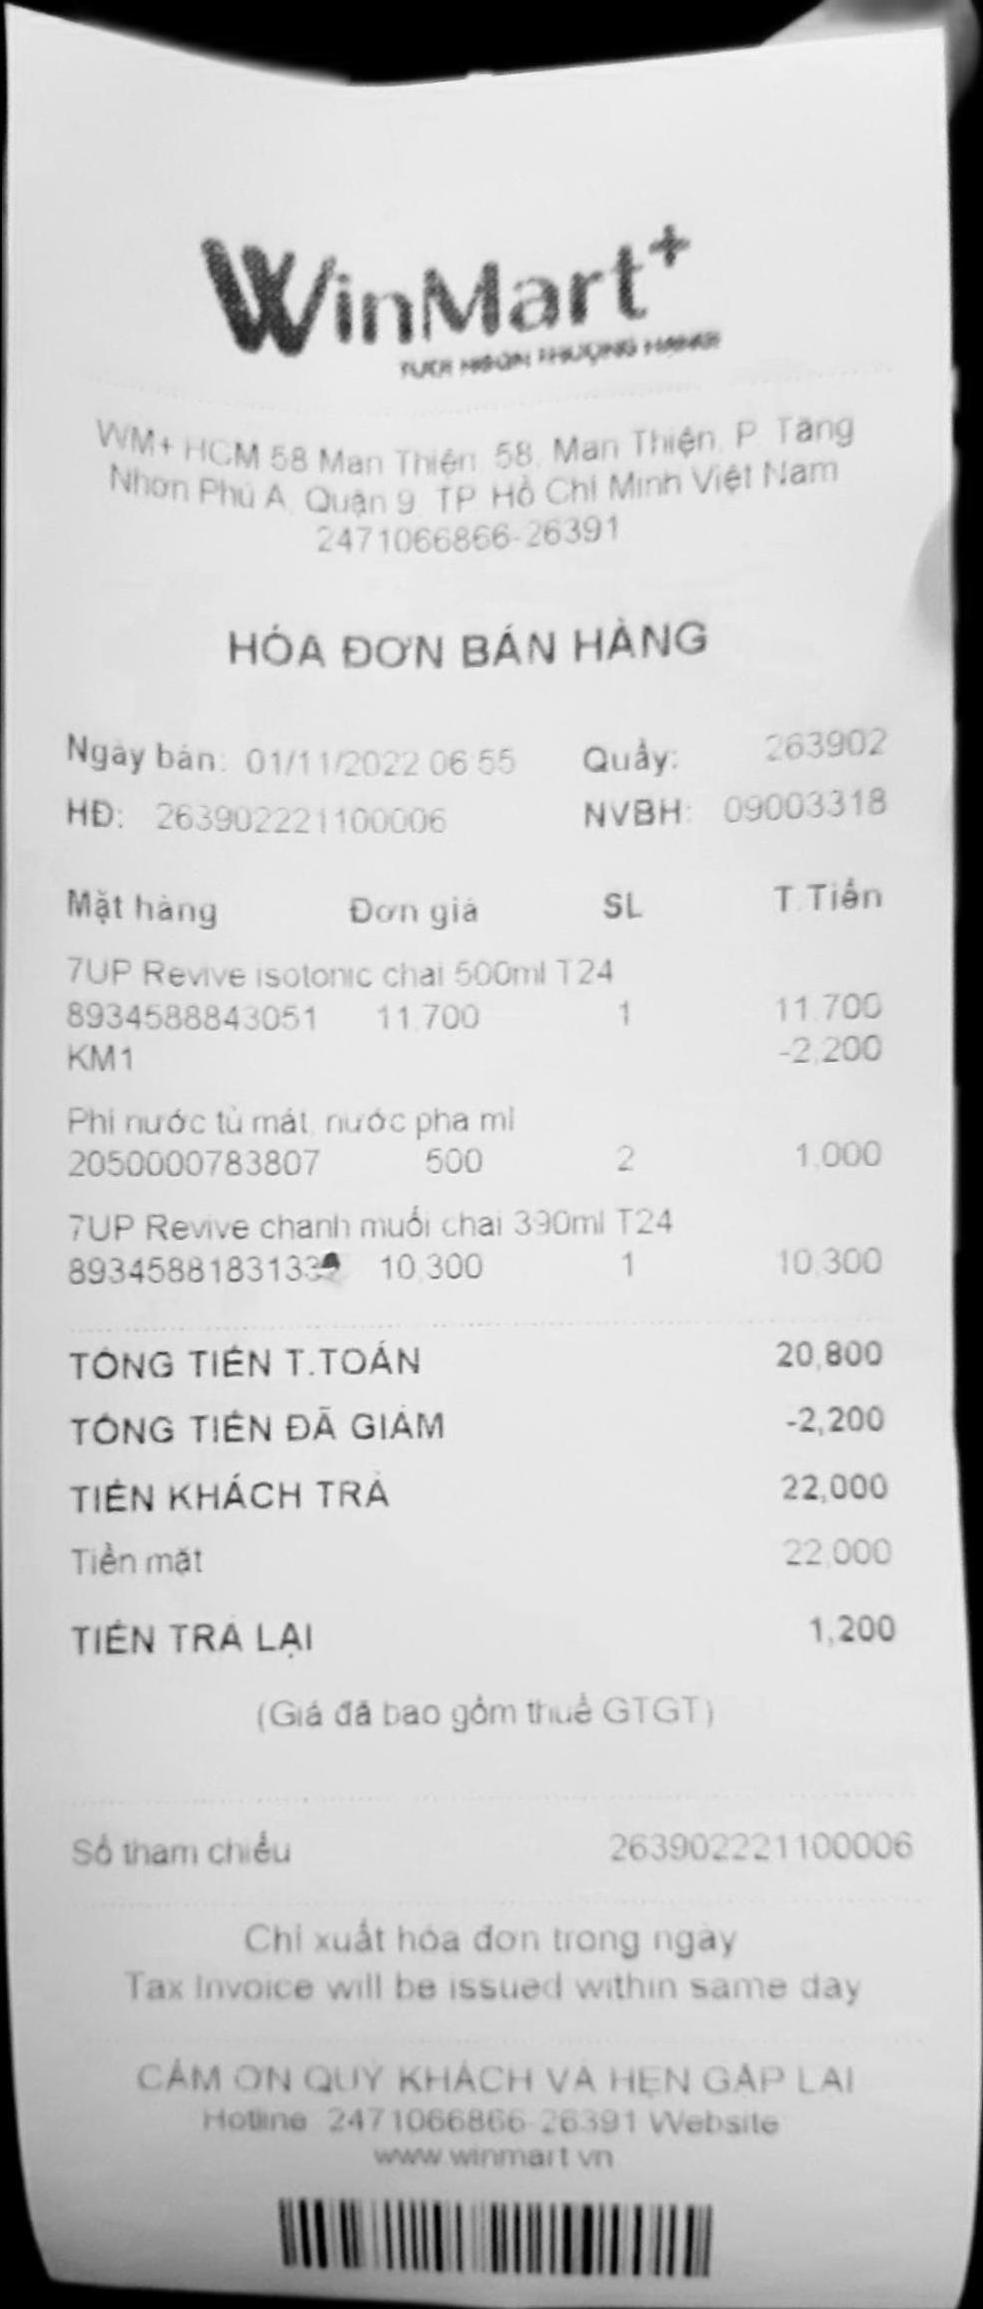 WinMart+
TƯƠI NGON THƯỢNG HẠNG
WM+ HCM 58 Man Thiện, 58, Man Thiện, P. Tăng
Nhơn Phú A, Quận 9, TP. Hồ Chí Minh Việt Nam
2471066866-26391
HÓA ĐƠN BÁN HÀNG
Ngày bán: 01/11/2022 06:55 Quầy: 263902
HĐ: 263902221100006 NVBH: 09003318
Mặt hàng Đơn giá SL T.Tiền
7UP Revive isotonic chai 500ml T24
8934588843051 11,700 1 11,700
KM1 -2,200
Phí nước tủ mát, nước pha mì
2050000783807 500 2 1,000
7UP Revive chanh muối chai 390ml T24
10,300 1 10,300
TỔNG TIỀN T.TOÁN 20,800
TỔNG TIỀN ĐÃ GIẢM -2,200
TIỀN KHÁCH TRẢ 22,000
Tiền mặt 22,000
TIỀN TRẢ LẠI 1,200
(Giá đã bao gồm thuế GTGT)
Số tham chiếu 263902221100006
Chỉ xuất hóa đơn trong ngày
Tax Invoice will be issued within same day
CẢM ƠN QUÝ KHÁCH VÀ HẸN GẶP LẠI
Hotline: 2471066866-26391 Website:
www.winmart.vn